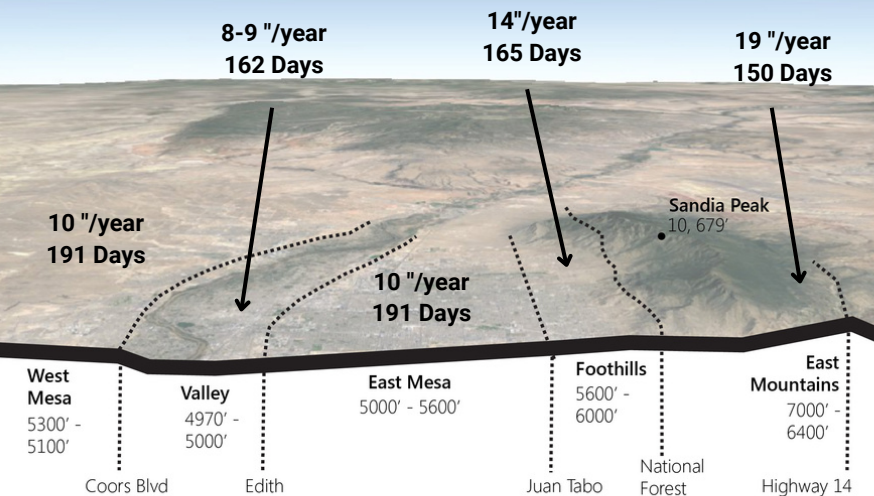 8-9 "/year
162 Days
14"/year
165 Days
19 "/year
150 Days
Sandia Peak
10, 679'
10 "/year
191 Days
10 "/year
191 Days
West
Mesa
5300' -
5100'
Valley
4970' -
5000'
East Mesa
5000' - 5600'
Foothills
5600' -
6000'
East
Mountains
7000' -
6400'
Coors Blvd
Edith
Juan Tabo
National
Forest
Highway 14